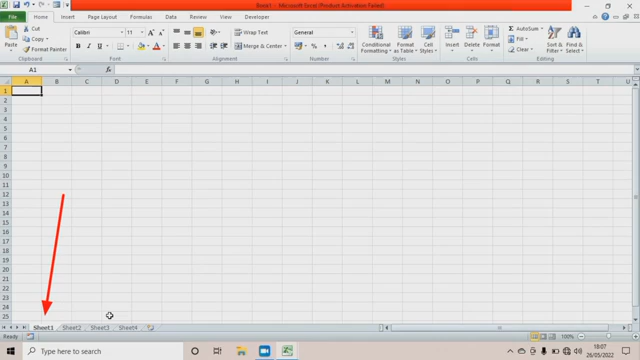 Book1 - Microsoft Excel (Product Activation Failed)
File Home Insert Page Layout Formulas Data Review View Developer
Paste
Cut
Copy
Format Painter
Clipboard
Calibri 11
B I U
Font
Wrap Text
Merge & Center
Alignment
General
Number
Conditional Formatting
Format as Table
Cell Styles
Styles
Insert Delete Format
Cells
AutoSum
Fill
Clear
Sort & Filter
Find & Select
Editing
A1 fx
A B C D E F G H I J K L M N O P Q R S T U
1
2
3
4
5
6
7
8
9
10
11
12
13
14
15
16
17
18
19
20
21
22
23
24
25
Sheet1 Sheet2 Sheet3 Sheet4
Ready 100%
Type here to search
18:07
26/05/2022